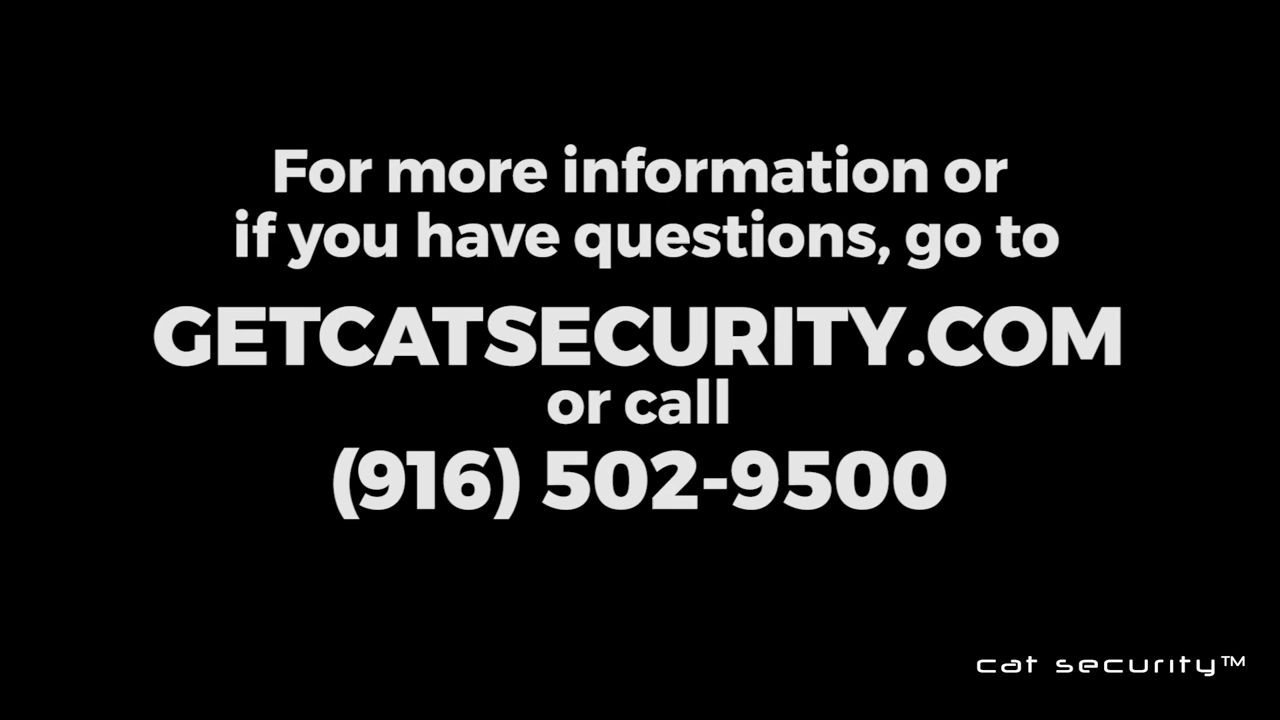 For more information or
if you have questions, go to
GETCATSECURITY.COM
or call
(916) 502-9500
cat security™